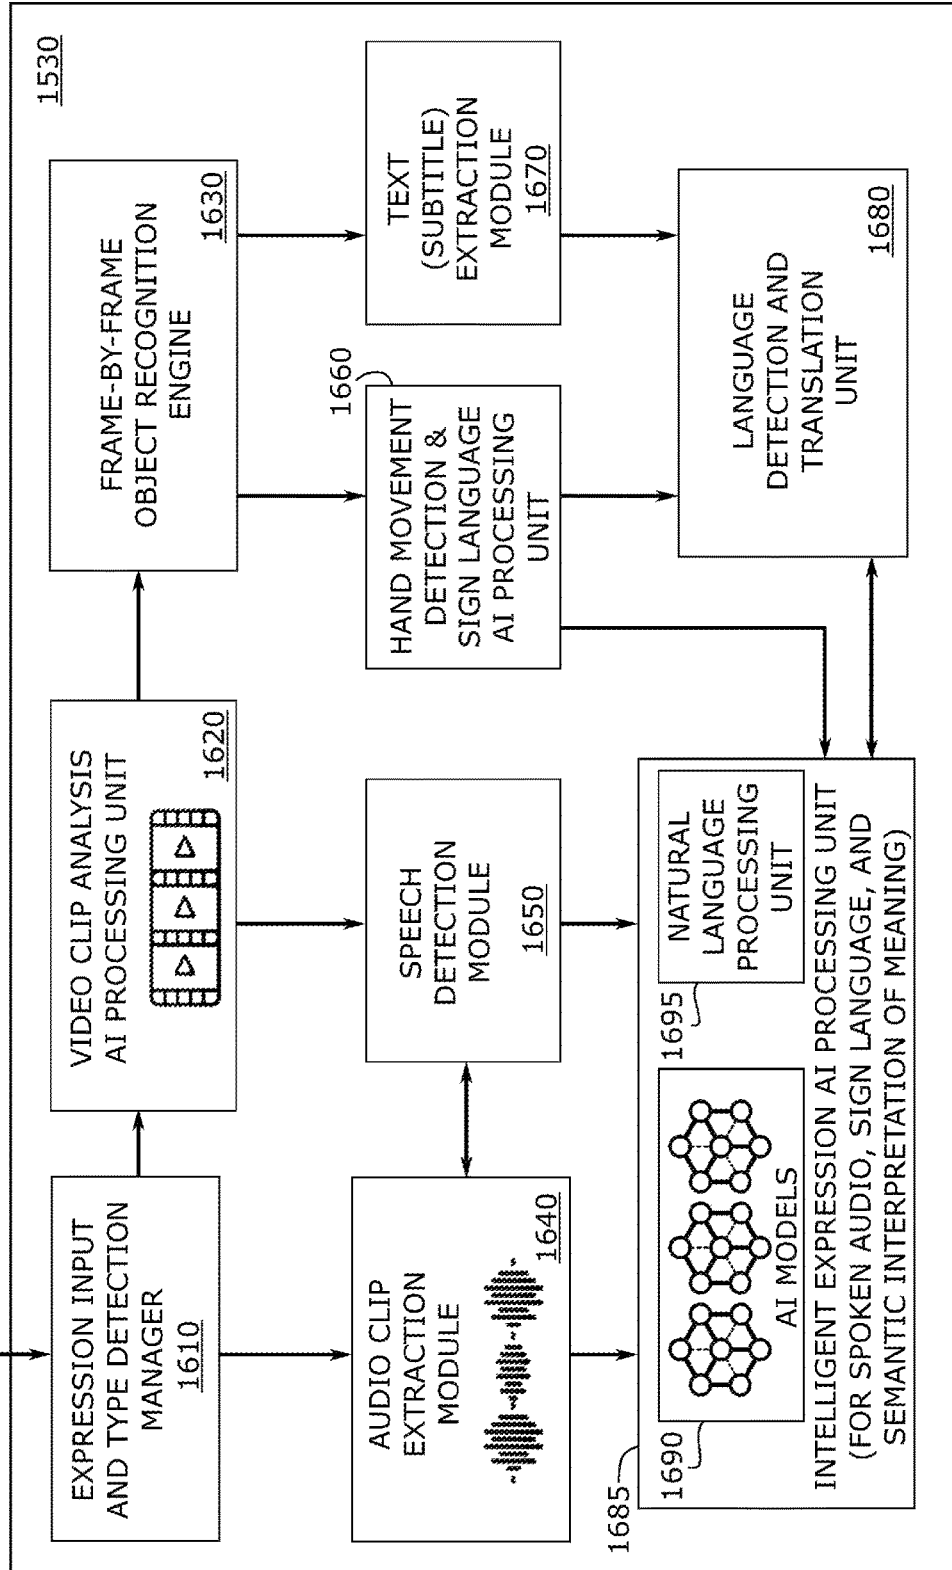 1530
EXPRESSION INPUT
AND TYPE DETECTION
MANAGER
1610
VIDEO CLIP ANALYSIS
AI PROCESSING UNIT
1620
FRAME-BY-FRAME
OBJECT RECOGNITION
ENGINE
1630
AUDIO CLIP
EXTRACTION
MODULE
1640
SPEECH
DETECTION
MODULE
1650
1660
HAND MOVEMENT
DETECTION &
SIGN LANGUAGE
AI PROCESSING
UNIT
TEXT
(SUBTITLE)
EXTRACTION
MODULE
1670
1685
1690
AI MODELS
1695
NATURAL
LANGUAGE
PROCESSING
UNIT
INTELLIGENT EXPRESSION AI PROCESSING UNIT
(FOR SPOKEN AUDIO, SIGN LANGUAGE, AND
SEMANTIC INTERPRETATION OF MEANING)
LANGUAGE
DETECTION AND
TRANSLATION
UNIT
1680